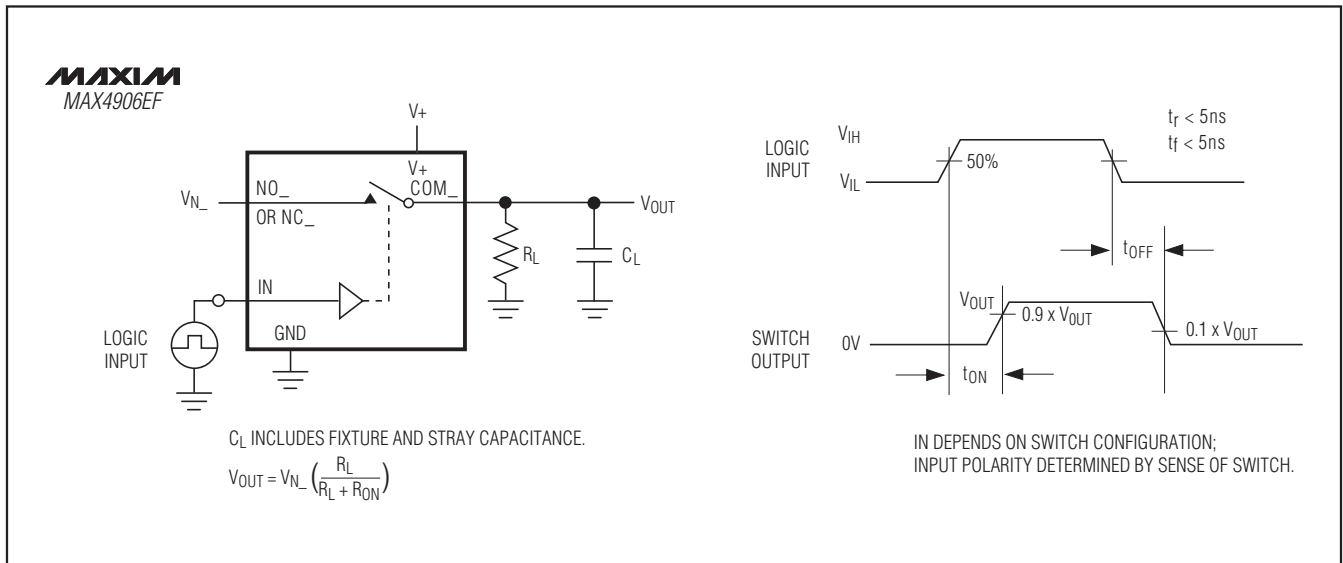 MAXIM
MAX4906EF
V+
V+
V_N_
NO_
OR NC_
COM_
V_OUT
R_L
C_L
IN
GND
LOGIC
INPUT
C_L INCLUDES FIXTURE AND STRAY CAPACITANCE.
V_OUT = V_N_ (R_L / (R_L + R_ON))
LOGIC
INPUT
V_IH
V_IL
50%
t_r < 5ns
t_f < 5ns
t_OFF
SWITCH
OUTPUT
V_OUT
0V
0.9 x V_OUT
0.1 x V_OUT
t_ON
IN DEPENDS ON SWITCH CONFIGURATION;
INPUT POLARITY DETERMINED BY SENSE OF SWITCH.